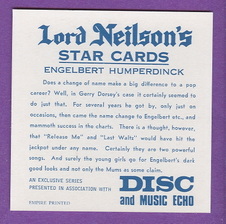 Lord Neilson's
STAR CARDS
ENGELBERT HUMPERDINCK
Does a change of name make a big difference to a pop
career? Well, in Gerry Dorsey's case it certainly seemed to do
just that. For several years he got by, only just on
occasions, then came the name change to Engelbert etc., and
mammoth success in the charts. There is a thought, however,
that "Release Me" and "Last Waltz" would have hit the
jackpot under any name. Certainly they are two powerful
songs. And surely the young girls go for Engelbert's dark
good looks and not only the Mums as some claim.
AN EXCLUSIVE SERIES
PRESENTED IN ASSOCIATION WITH
DISC
and MUSIC ECHO
EMPIRE PRINTED